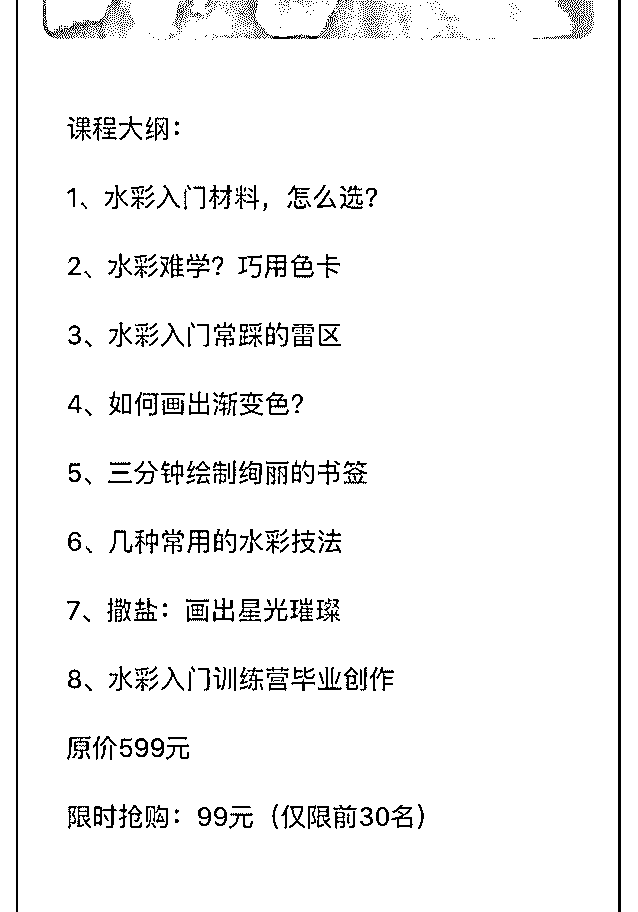 课程大纲：
1、水彩入门材料，怎么选？
2、水彩难学？巧用色卡
3、水彩入门常踩的雷区
4、如何画出渐变色？
5、三分钟绘制绚丽的书签
6、几种常用的水彩技法
7、撒盐：画出星光璀璨
8、水彩入门训练营毕业创作
原价599元
限时抢购：99元（仅限前30名）